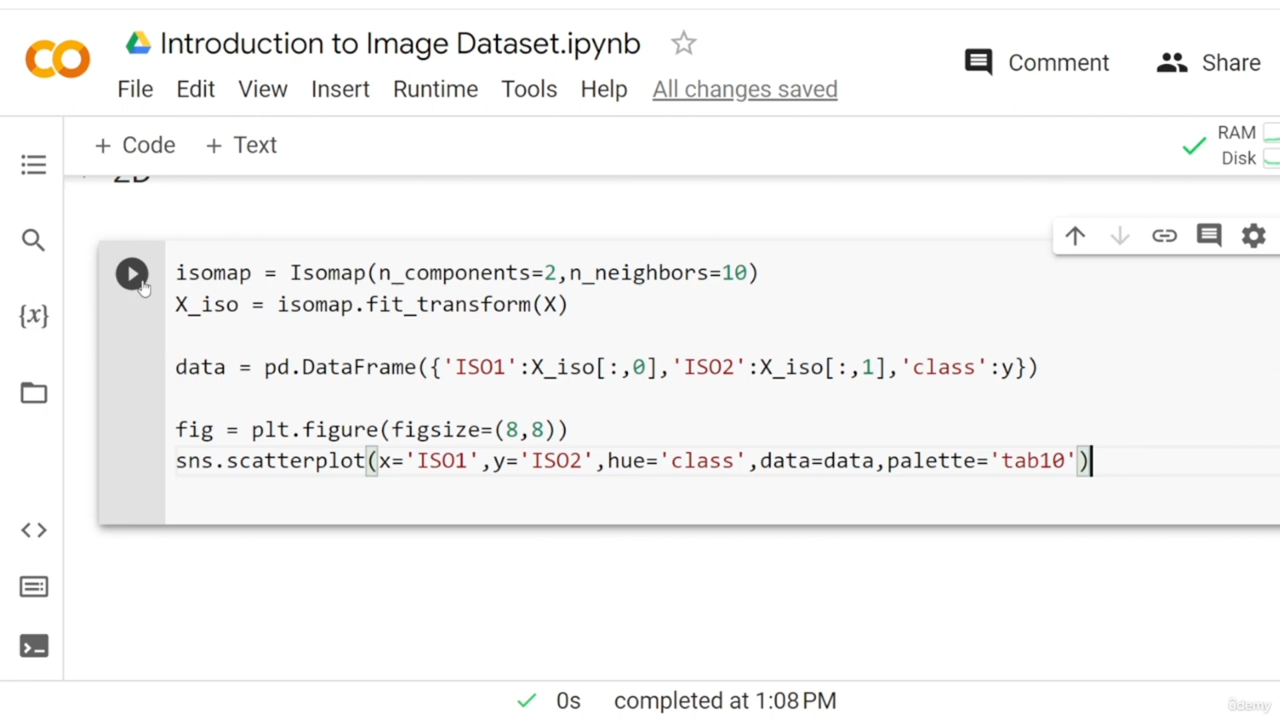 Introduction to Image Dataset.ipynb
Comment
Share
File Edit View Insert Runtime Tools Help All changes saved
+ Code + Text
RAM
Disk
2D
isomap = Isomap(n_components=2,n_neighbors=10)
X_iso = isomap.fit_transform(X)
data = pd.DataFrame({'ISO1':X_iso[:,0],'ISO2':X_iso[:,1],'class':y})
fig = plt.figure(figsize=(8,8))
sns.scatterplot(x='ISO1',y='ISO2',hue='class',data=data,palette='tab10')
{x}
0s completed at 1:08 PM
ûdemy